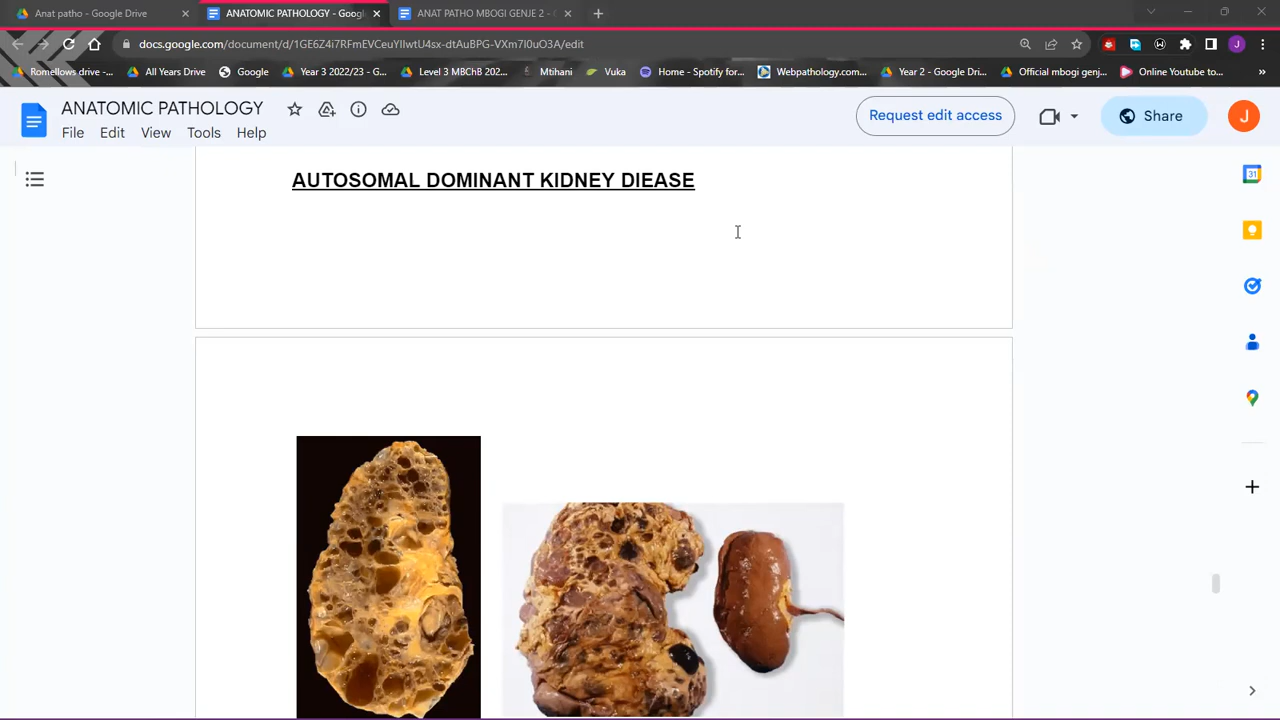 Anat patho - Google Drive
ANATOMIC PATHOLOGY - Googl
ANAT PATHO MBOGI GENJE 2 -
docs.google.com/document/d/1GE6Z4i7RFmEVCeuYIlwtU4sx-dtAuBPG-VXm7I0uO3A/edit
Romellows drive -...
All Years Drive
Google
Year 3 2022/23 - G...
Level 3 MBChB 202...
Mtihani
Vuka
Home - Spotify for...
Webpathology.com...
Year 2 - Google Dri...
Official mbogi genj...
Online Youtube to...
ANATOMIC PATHOLOGY
File Edit View Tools Help
Request edit access
Share
J
J
31
AUTOSOMAL DOMINANT KIDNEY DIEASE